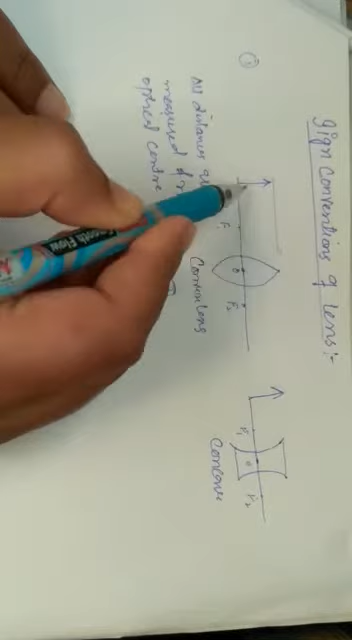 Sign Conventions of lens:-
①
F₁
O
F₂
Convex lens
F₁
O
F₂
Concave
All distances are
measured from
optical centre
Smooth Flow